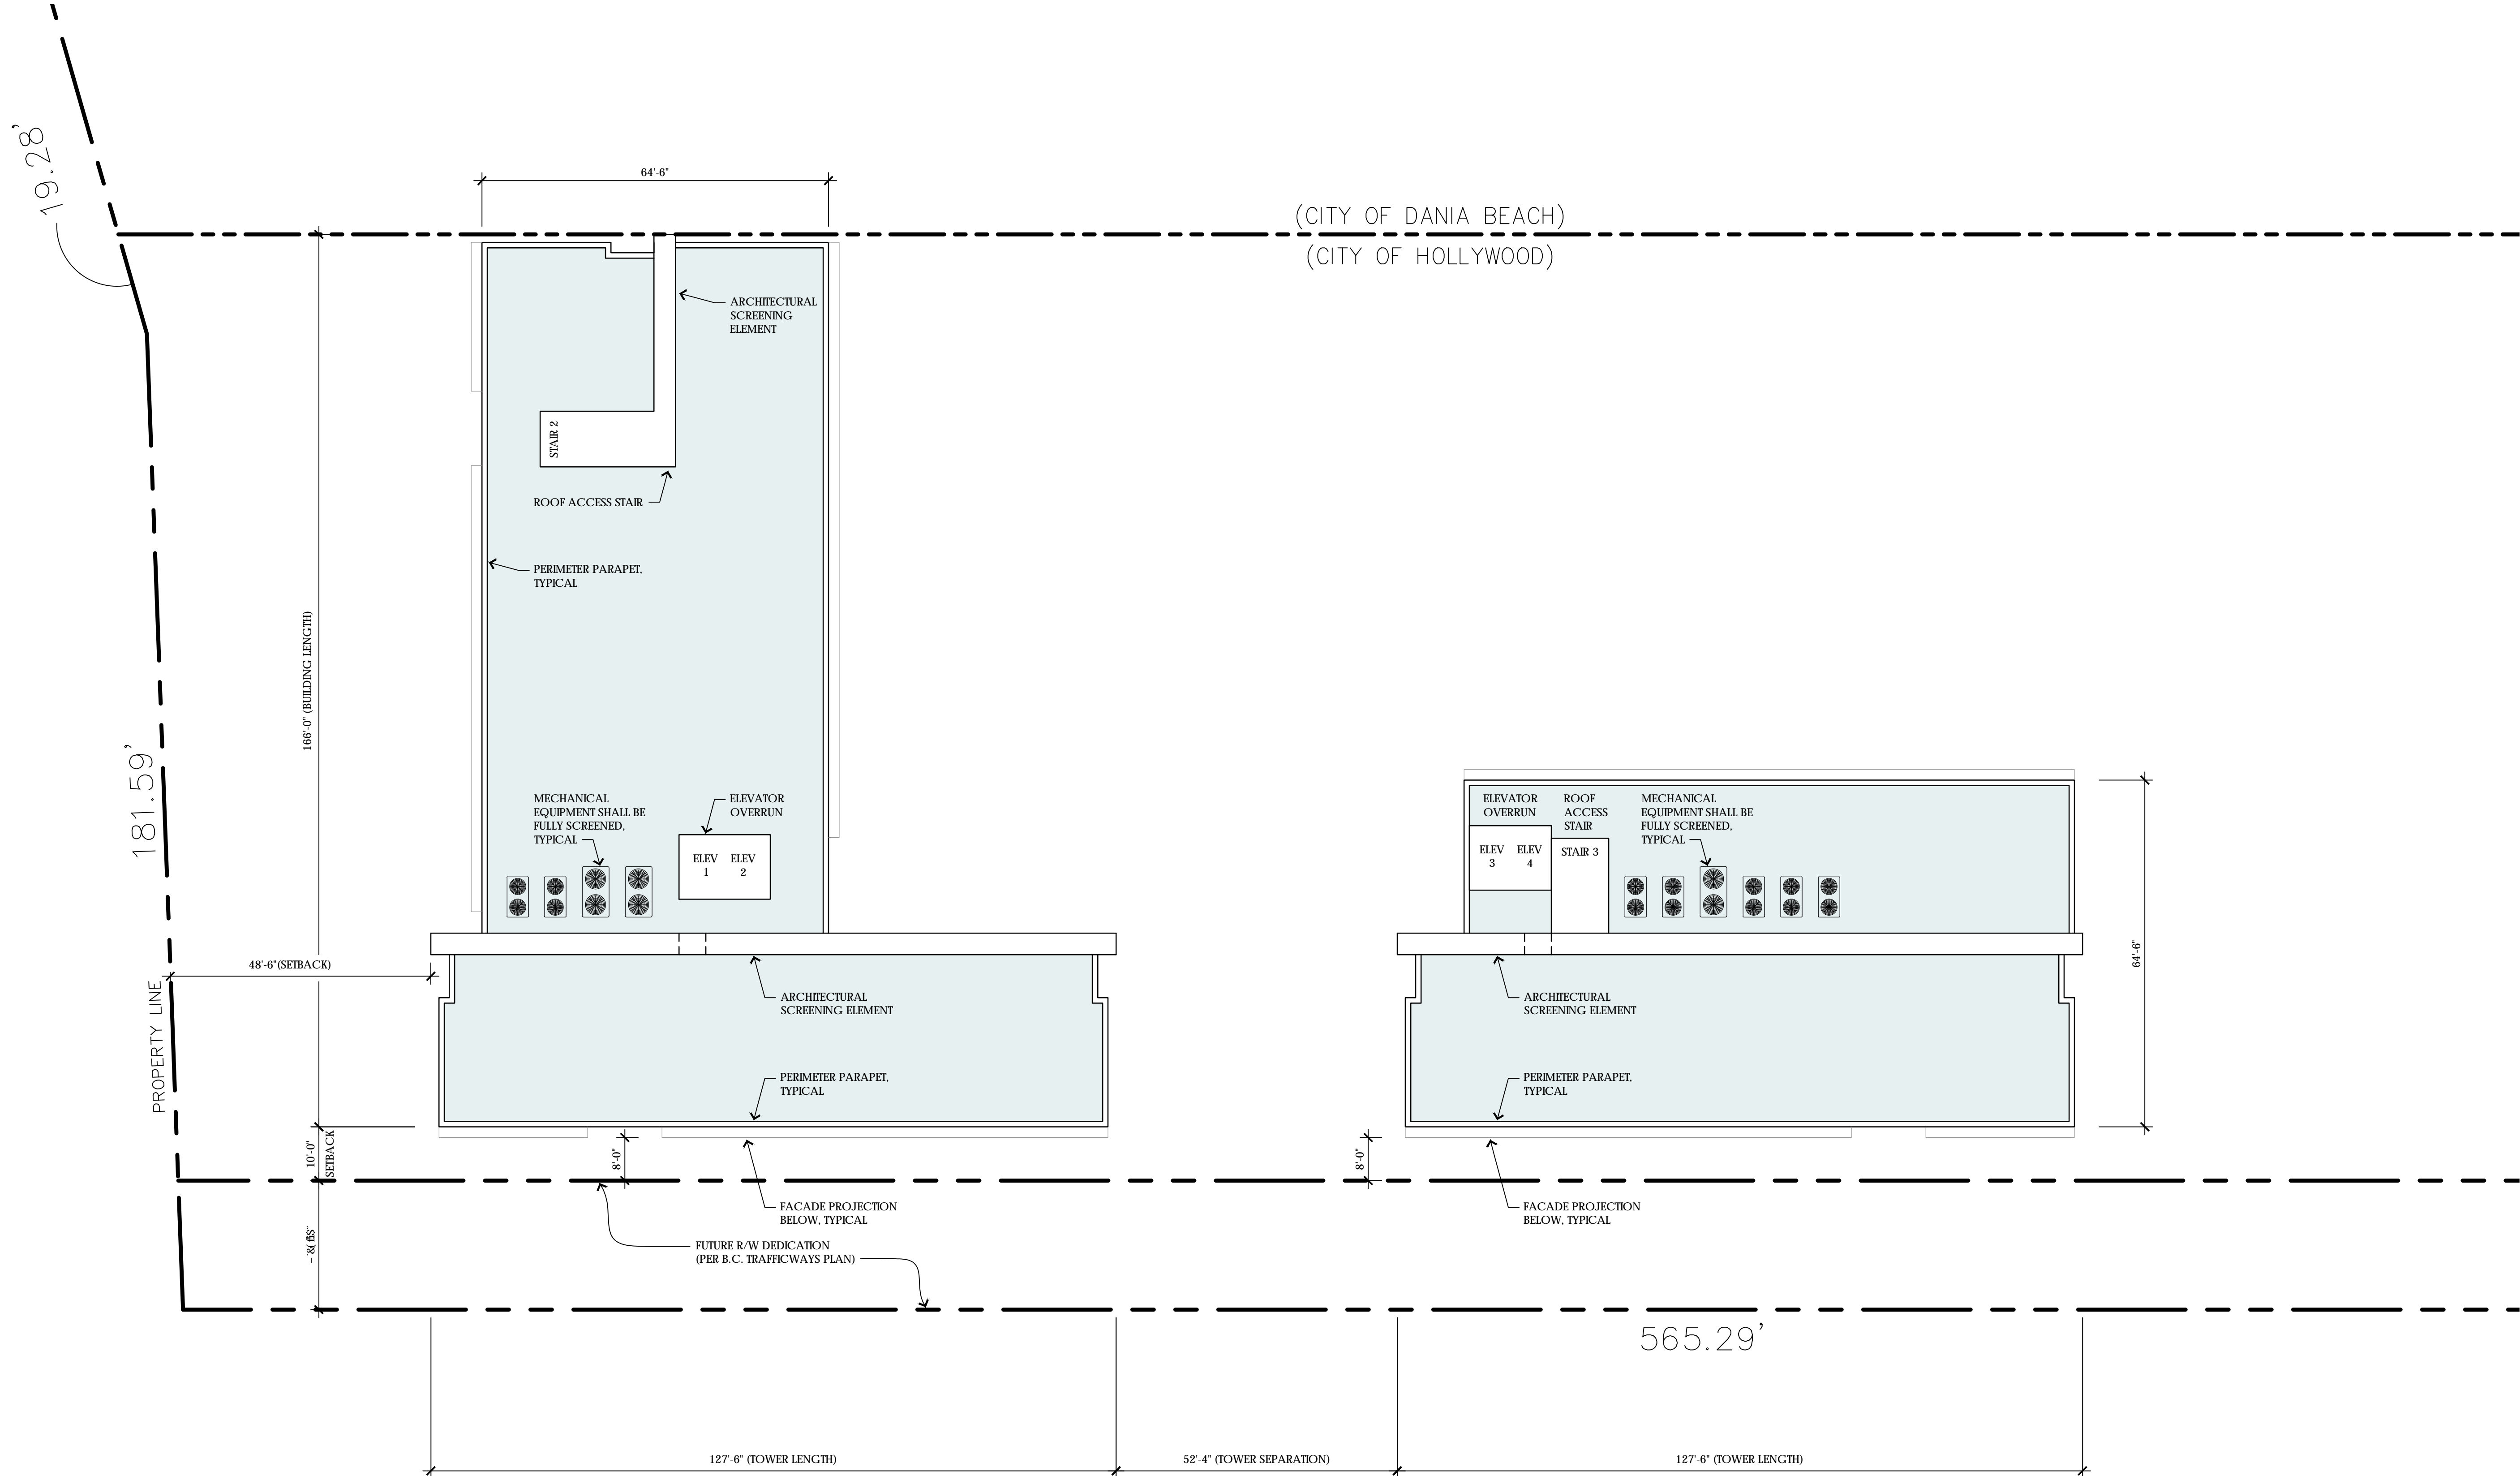 19.28'
64'-6"
(CITY OF DANIA BEACH)
(CITY OF HOLLYWOOD)
ARCHITECTURAL
SCREENING
ELEMENT
STAIR 2
ROOF ACCESS STAIR
PERIMETER PARAPET,
TYPICAL
166'-0" (BUILDING LENGTH)
181.59'
MECHANICAL
EQUIPMENT SHALL BE
FULLY SCREENED,
TYPICAL
ELEVATOR
OVERRUN
ELEV
1
ELEV
2
ELEVATOR
OVERRUN
ROOF
ACCESS
STAIR
MECHANICAL
EQUIPMENT SHALL BE
FULLY SCREENED,
TYPICAL
ELEV
3
ELEV
4
STAIR 3
48'-6"(SETBACK)
64'-6"
PROPERTY LINE
ARCHITECTURAL
SCREENING ELEMENT
ARCHITECTURAL
SCREENING ELEMENT
PERIMETER PARAPET,
TYPICAL
PERIMETER PARAPET,
TYPICAL
10'-0"
SETBACK
8'-0"
8'-0"
FACADE PROJECTION
BELOW, TYPICAL
FACADE PROJECTION
BELOW, TYPICAL
FUTURE R/W DEDICATION
(PER B.C. TRAFFICWAYS PLAN)
565.29'
127'-6" (TOWER LENGTH)
52'-4" (TOWER SEPARATION)
127'-6" (TOWER LENGTH)